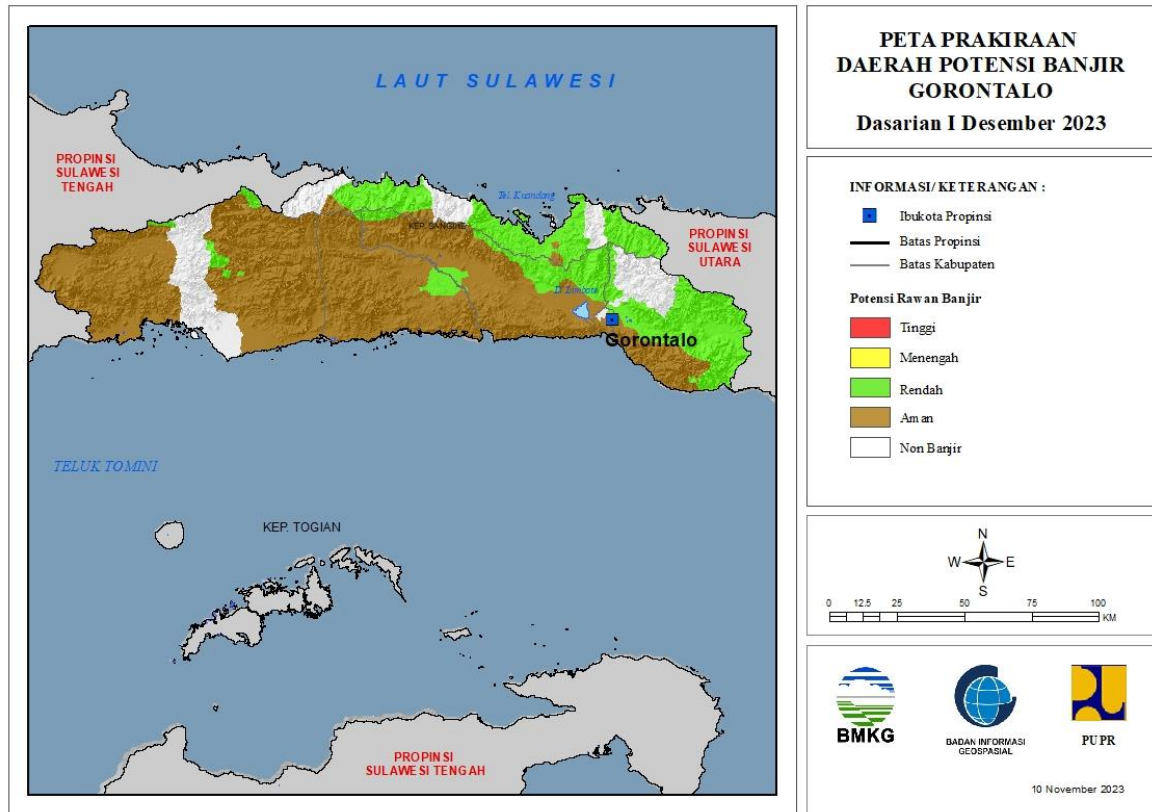 LAUT SULAWESI
PROPINSI
SULAWESI
TENGAH
Tel. Kwandang
KEP. SANGIHE
PROPINSI
SULAWESI
UTARA
D. Limboto
Gorontalo
TELUK TOMINI
KEP. TOGIAN
PROPINSI
SULAWESI TENGAH
PETA PRAKIRAAN
DAERAH POTENSI BANJIR
GORONTALO
Dasarian I Desember 2023
INFORMASI/ KETERANGAN :
Ibukota Propinsi
Batas Propinsi
Batas Kabupaten
Potensi Rawan Banjir
Tinggi
Menengah
Rendah
Aman
Non Banjir
N
W E
S
0 12.5 25 50 75 100
KM
BMKG
BADAN INFORMASI
GEOSPASIAL
PUPR
10 November 2023